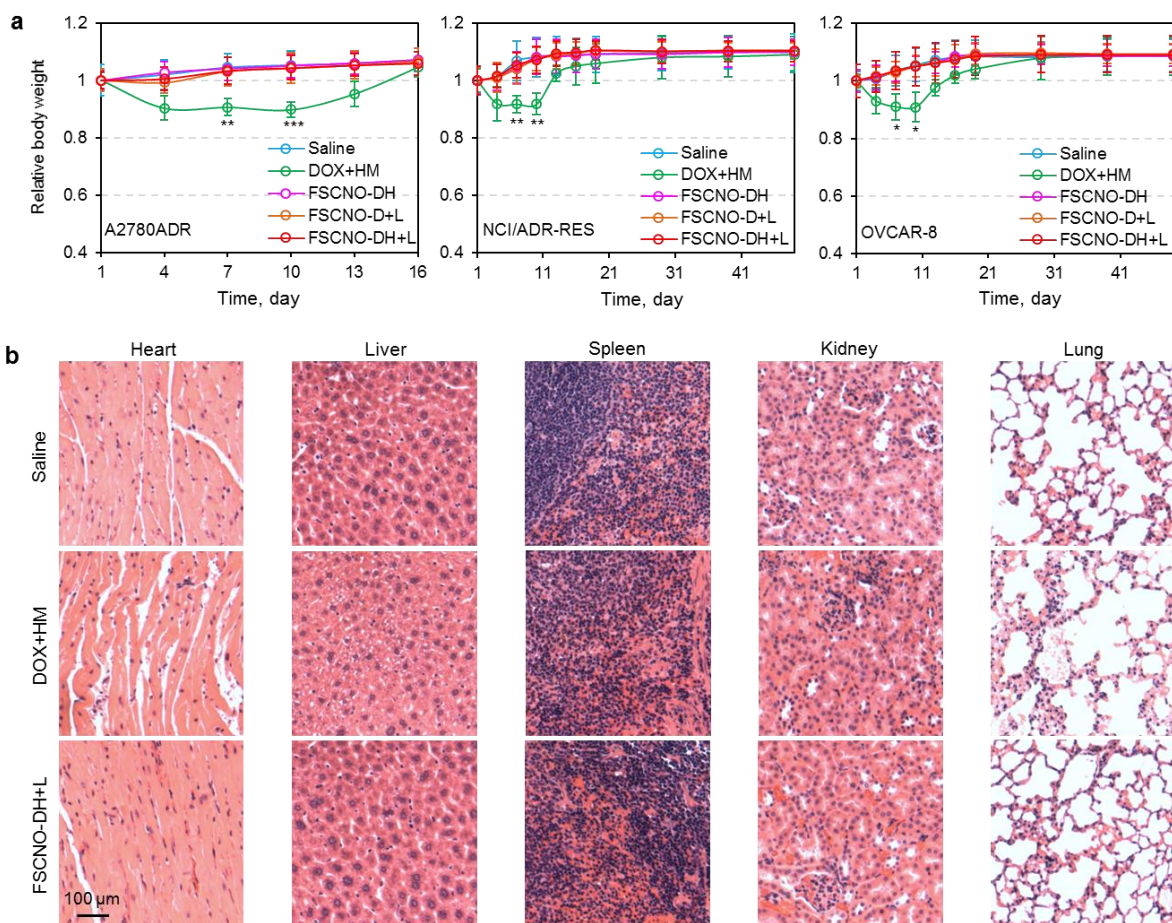 a
Relative body weight
1.2
1
0.8
0.6
0.4
** ***
Saline
DOX+HM
FSCNO-DH
FSCNO-D+L
FSCNO-DH+L
A2780ADR
1 4 7 10 13 16
Time, day
1.2
1
0.8
0.6
0.4
** **
Saline
DOX+HM
FSCNO-DH
FSCNO-D+L
FSCNO-DH+L
NCI/ADR-RES
1 11 21 31 41
Time, day
1.2
1
0.8
0.6
0.4
* *
Saline
DOX+HM
FSCNO-DH
FSCNO-D+L
FSCNO-DH+L
OVCAR-8
1 11 21 31 41
Time, day
b
Heart Liver Spleen Kidney Lung
Saline
DOX+HM
FSCNO-DH+L
100 µm